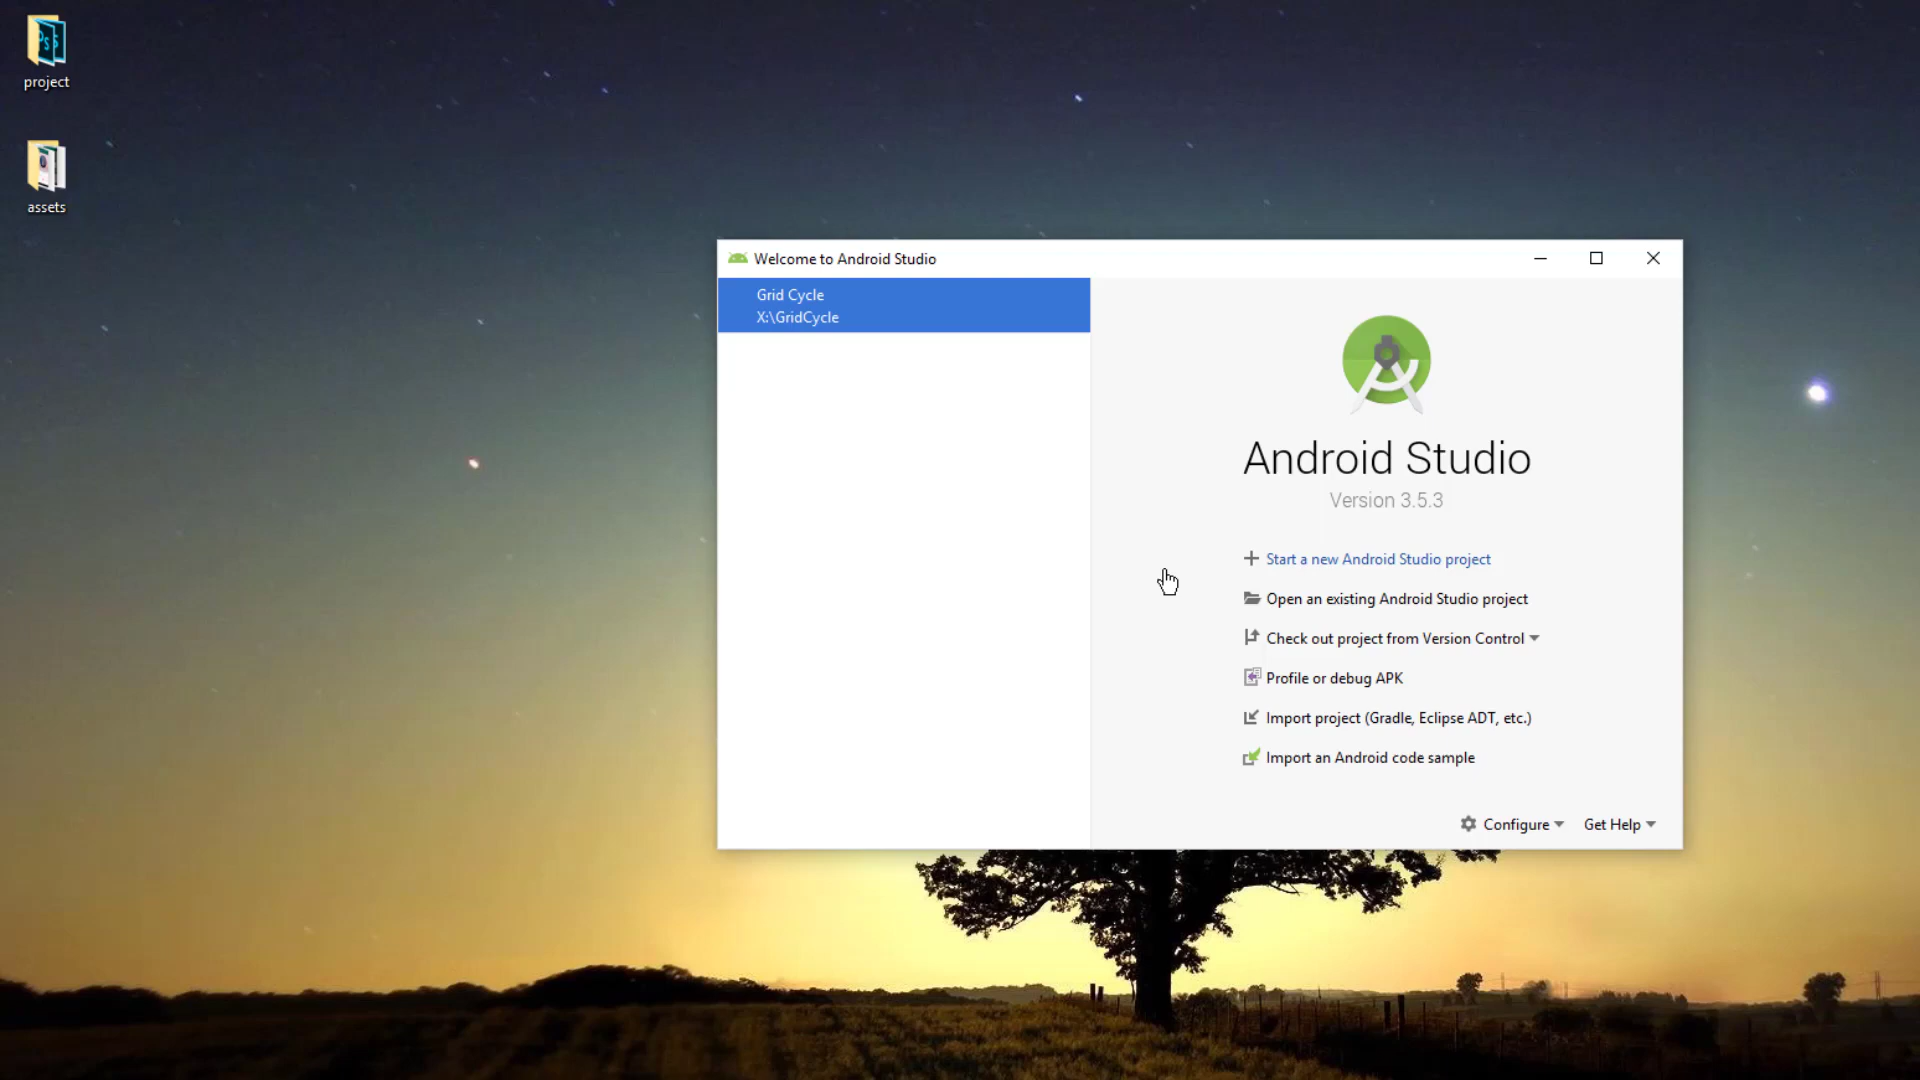 project
assets
Welcome to Android Studio
Grid Cycle
X:\GridCycle
Android Studio
Version 3.5.3
Start a new Android Studio project
Open an existing Android Studio project
Check out project from Version Control
Profile or debug APK
Import project (Gradle, Eclipse ADT, etc.)
Import an Android code sample
Configure
Get Help